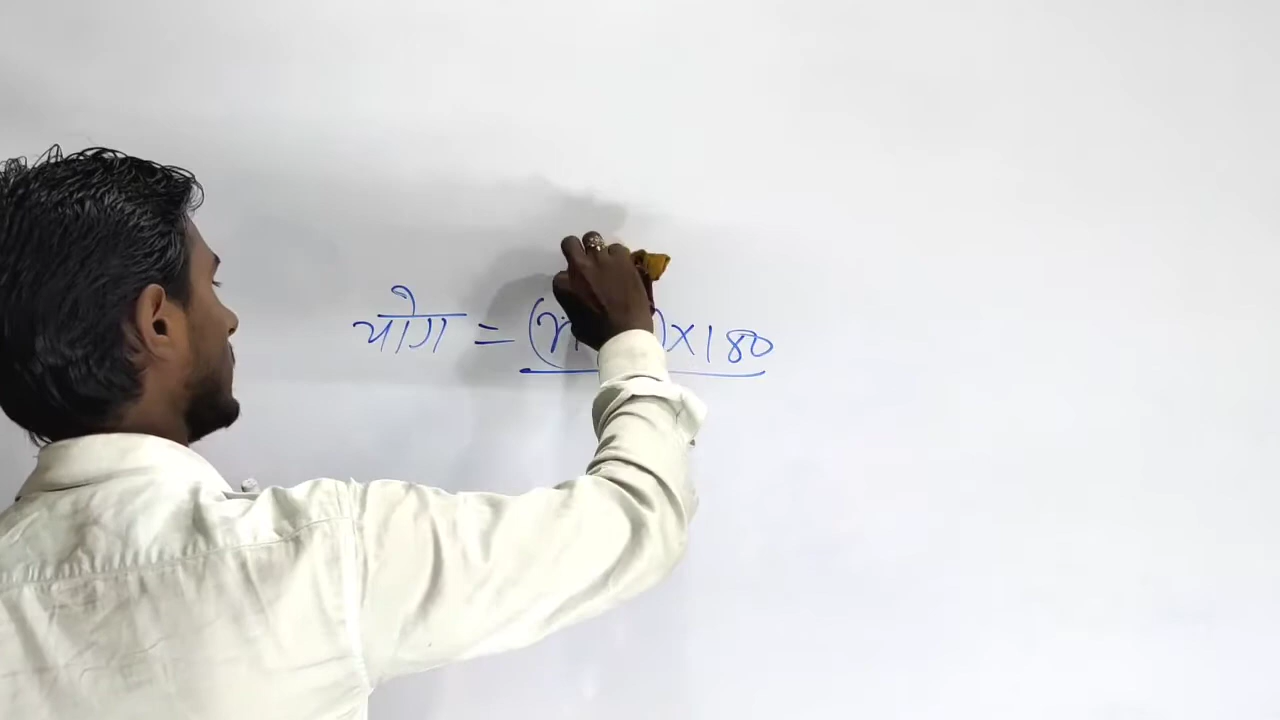 योग = (n ) × 180